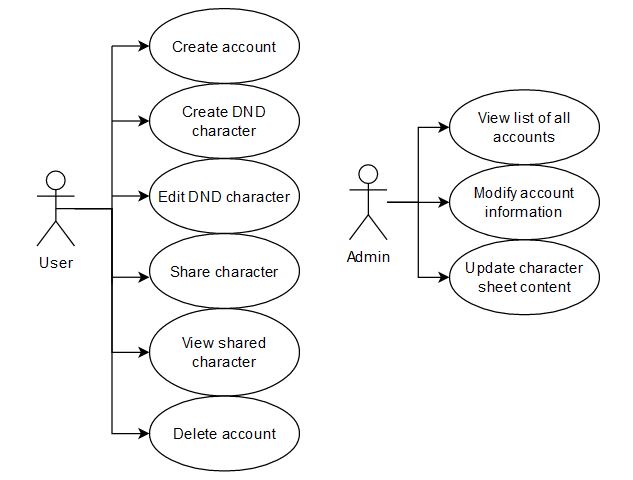 Create account
Create DND
character
Edit DND character
User
Share character
View shared
character
Delete account
View list of all
accounts
Modify account
information
Admin
Update character
sheet content